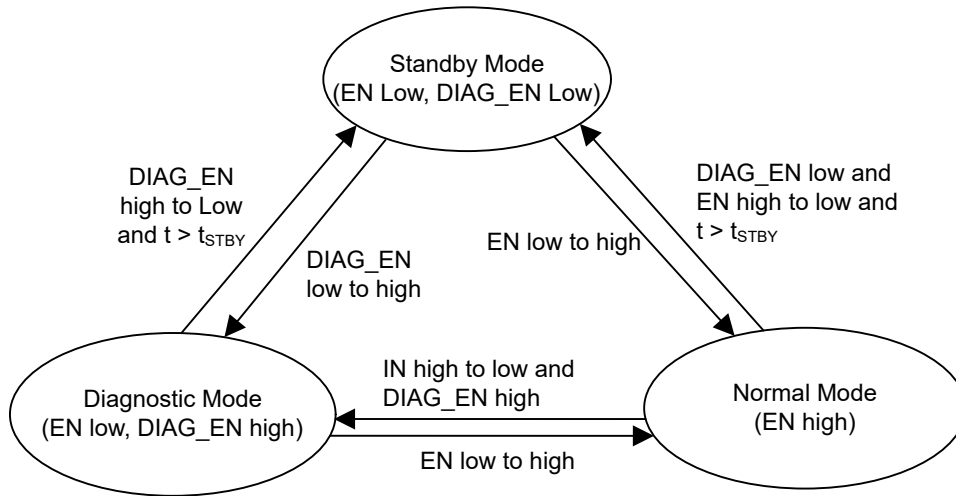 Standby Mode
(EN Low, DIAG_EN Low)
DIAG_EN
high to Low
and t > tSTBY
DIAG_EN low and
EN high to low and
t > tSTBY
EN low to high
DIAG_EN
low to high
IN high to low and
DIAG_EN high
Diagnostic Mode
(EN low, DIAG_EN high)
Normal Mode
(EN high)
EN low to high